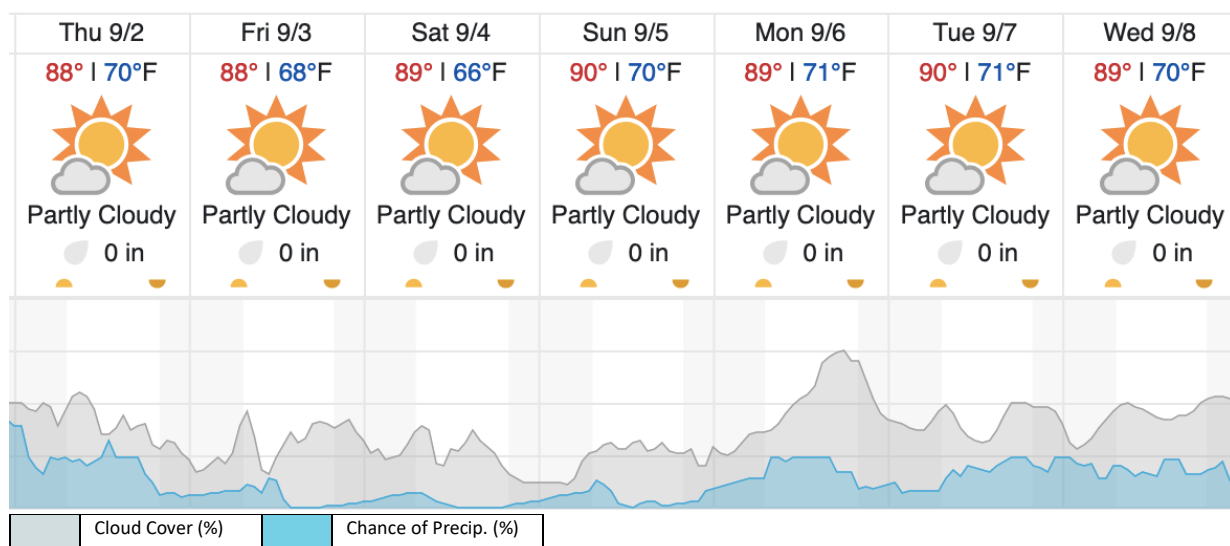 Thu 9/2 Fri 9/3 Sat 9/4 Sun 9/5 Mon 9/6 Tue 9/7 Wed 9/8
88° | 70°F 88° | 68°F 89° | 66°F 90° | 70°F 89° | 71°F 90° | 71°F 89° | 70°F
Partly Cloudy Partly Cloudy Partly Cloudy Partly Cloudy Partly Cloudy Partly Cloudy Partly Cloudy
0 in 0 in 0 in 0 in 0 in 0 in 0 in
Cloud Cover (%) Chance of Precip. (%)